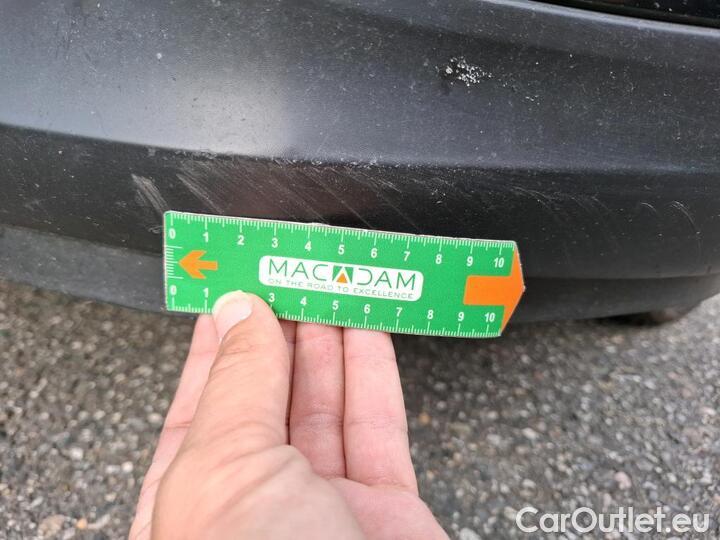 0 1 2 3 4 5 6 7 8 9 10
MACADAM
ON THE ROAD TO EXCELLENCE
0 1 3 4 5 6 7 8 9 10
CarOutlet.eu